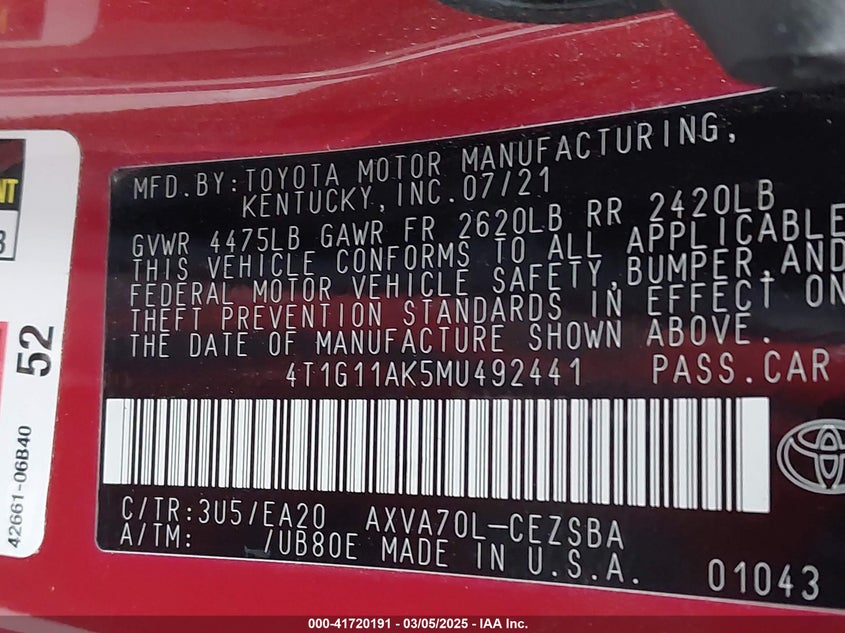 MFD.BY:TOYOTA MOTOR MANUFACTURING,
KENTUCKY,INC.07/21
GVWR 4475LB GAWR FR 2620LB RR 2420LB
THIS VEHICLE CONFORMS TO ALL APPLICABLE
FEDERAL MOTOR VEHICLE SAFETY,BUMPER,AND
THEFT PREVENTION STANDARDS IN EFFECT ON
THE DATE OF MANUFACTURE SHOWN ABOVE.
4T1G11AK5MU492441 PASS.CAR
C/TR:3U5/EA20 AXVA70L-CEZSBA
A/TM: /UB80E MADE IN U.S.A.
01043
52
42661-06B40
000-41720191 - 03/05/2025 - IAA Inc.